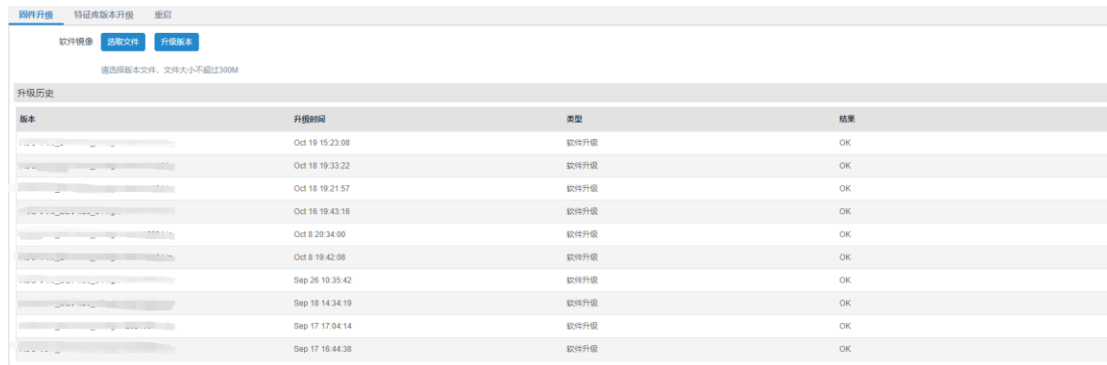 固件升级 特征库版本升级 重启
软件镜像 选取文件 升级版本
请选择版本文件，文件大小不超过300M
升级历史
版本 升级时间 类型 结果
Oct 19 15:23:08 软件升级 OK
Oct 18 19:33:22 软件升级 OK
Oct 18 19:21:57 软件升级 OK
Oct 16 19:43:16 软件升级 OK
Oct 8 20:34:00 软件升级 OK
Oct 8 19:42:08 软件升级 OK
Sep 26 10:35:42 软件升级 OK
Sep 18 14:34:19 软件升级 OK
Sep 17 17:04:14 软件升级 OK
Sep 17 16:44:38 软件升级 OK